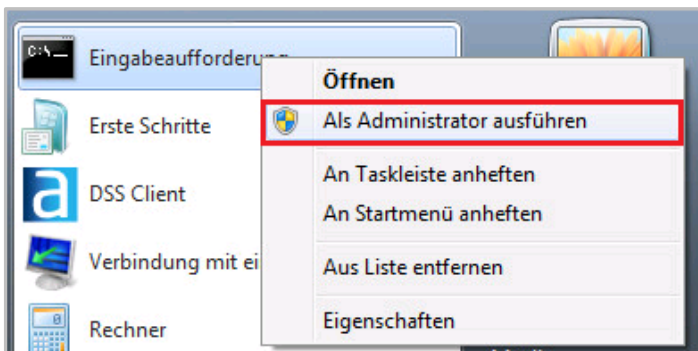 C:\
Eingabeaufforderung
Öffnen
Als Administrator ausführen
An Taskleiste anheften
An Startmenü anheften
Aus Liste entfernen
Eigenschaften
Erste Schritte
a DSS Client
Verbindung mit ei
Rechner